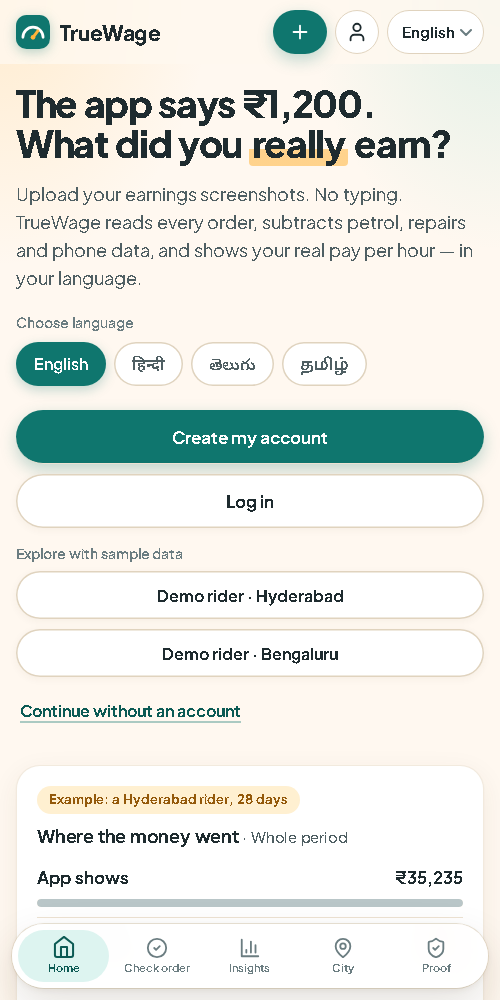 TrueWage
English
The app says ₹1,200.
What did you really earn?
Upload your earnings screenshots. No typing.
TrueWage reads every order, subtracts petrol, repairs
and phone data, and shows your real pay per hour — in
your language.
Choose language
English
हिन्दी
తెలుగు
தமிழ்
Create my account
Log in
Explore with sample data
Demo rider · Hyderabad
Demo rider · Bengaluru
Continue without an account
Example: a Hyderabad rider, 28 days
Where the money went · Whole period
App shows ₹35,235
Home
Check order
Insights
City
Proof